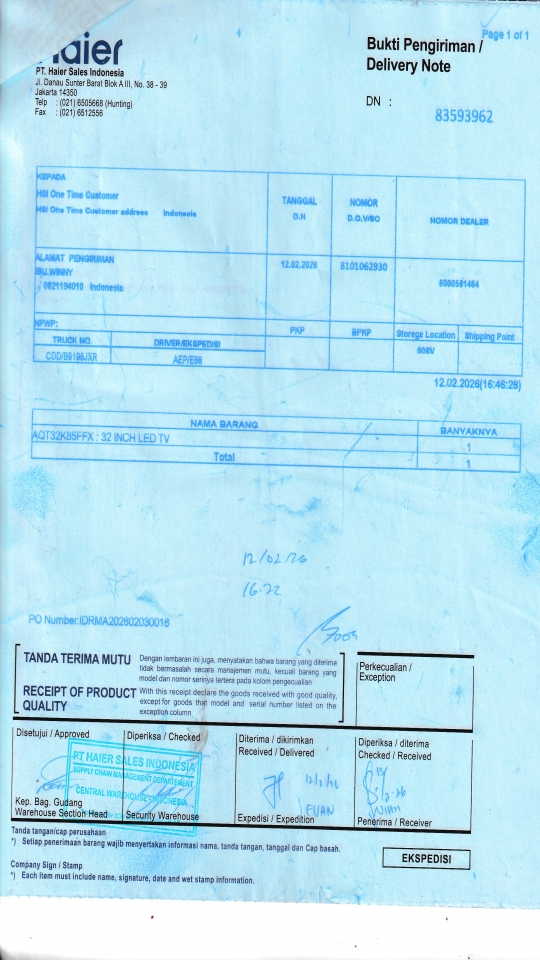 Page 1 of 1
Haier
Bukti Pengiriman /
Delivery Note
PT. Haier Sales Indonesia
Jl. Danau Sunter Barat Blok A III, No. 38 - 39
Jakarta 14350
Telp : (021) 6505668 (Hunting)
Fax : (021) 6512556
DN :
83593962
KEPADA
HSI One Time Customer
HSI One Time Customer address Indonesia
TANGGAL
D.N
NOMOR
D.O.V/SO
NOMOR DEALER
ALAMAT PENGIRIMAN
IBU.WINNY
0821194010 Indonesia
12.02.2026
8101062930
6000581464
NPWP:
PKP
BPKP
Storege Location
Shipping Point
TRUCK NO.
DRIVER/EKSPEDISI
CDD/B9198JXR
AEP/E88
008V
12.02.2026(16:46:28)
NAMA BARANG
BANYAKNYA
AQT32K85FFX : 32 INCH LED TV
1
Total
1
12/02/26
16-22
PO Number:IDRMA202602030016
TANDA TERIMA MUTU
Dengan lembaran ini juga, menyatakan bahwa barang yang diterima
tidak bermasalah secara manajemen mutu, kecuali barang yang
model dan nomor serinya tertera pada kolom pengecualian
RECEIPT OF PRODUCT
QUALITY
With this receipt declare the goods received with good quality,
except for goods that model and serial number listed on the
exception column
Perkecualian /
Exception
Disetujui / Approved
Diperiksa / Checked
Diterima / dikirimkan
Received / Delivered
Diperiksa / diterima
Checked / Received
PT HAIER SALES INDONESIA
SUPPLY CHAIN MANAGEMENT DEPARTEMENT
CENTRAL WAREHOUSE INDONESIA
12/2/26
Kep. Bag. Gudang
Warehouse Section Head
Security Warehouse
Expedisi / Expedition
Penerima / Receiver
Tanda tangan/cap perusahaan
*) Setiap penerimaan barang wajib menyertakan informasi nama, tanda tangan, tanggal dan Cap basah.
EKSPEDISI
Company Sign / Stamp
*) Each item must include name, signature, date and wet stamp information.